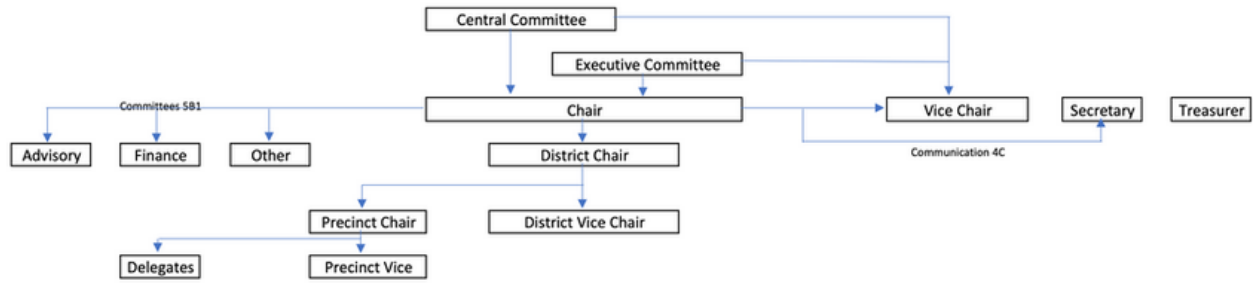 Central Committee
Executive Committee
Committees 5B1
Chair
Vice Chair
Secretary
Treasurer
Communication 4C
Advisory
Finance
Other
District Chair
Precinct Chair
District Vice Chair
Delegates
Precinct Vice